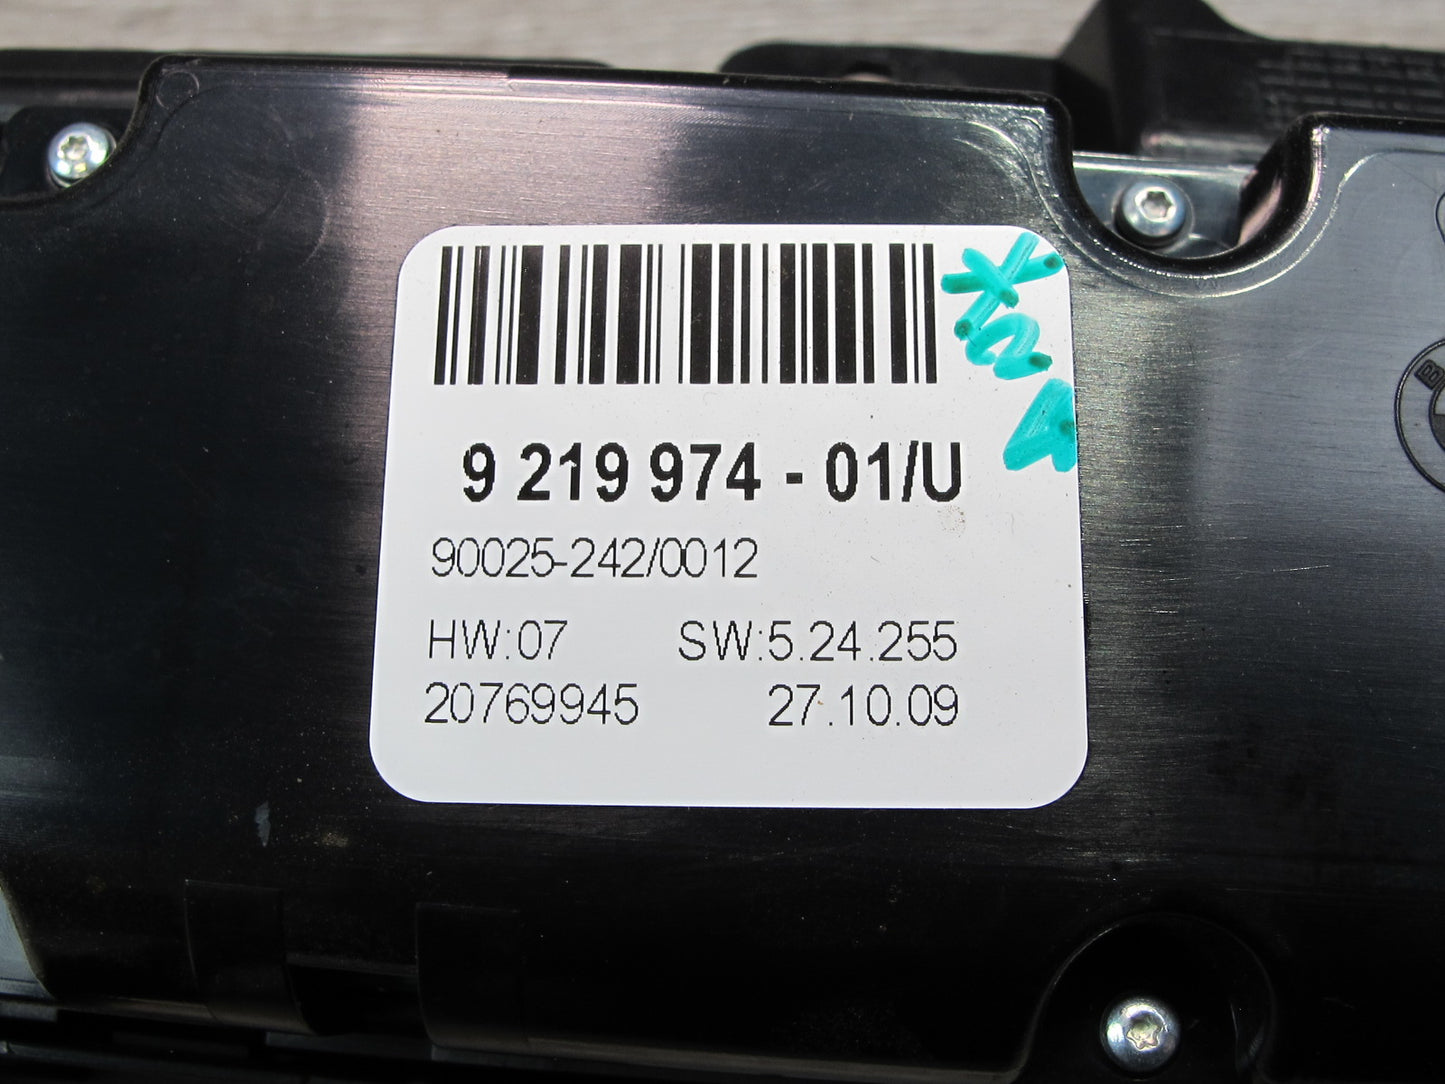 9 219 974 - 01/U
90025-242/0012
HW:07 SW:5.24.255
20769945 27.10.09